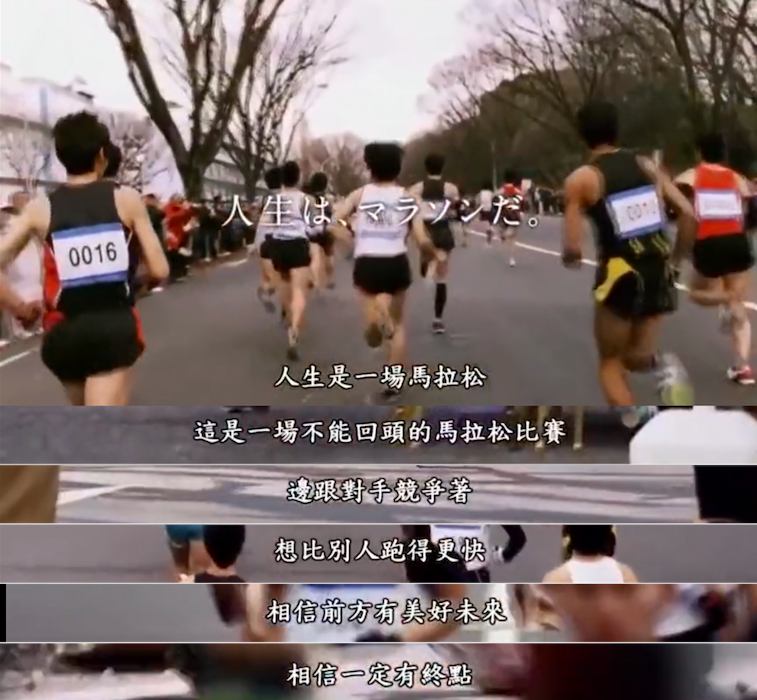 0016
人生は、マラソンだ。
人生是一場馬拉松
這是一場不能回頭的馬拉松比賽
邊跟對手競爭著
想比別人跑得更快
相信前方有美好未來
相信一定有終點